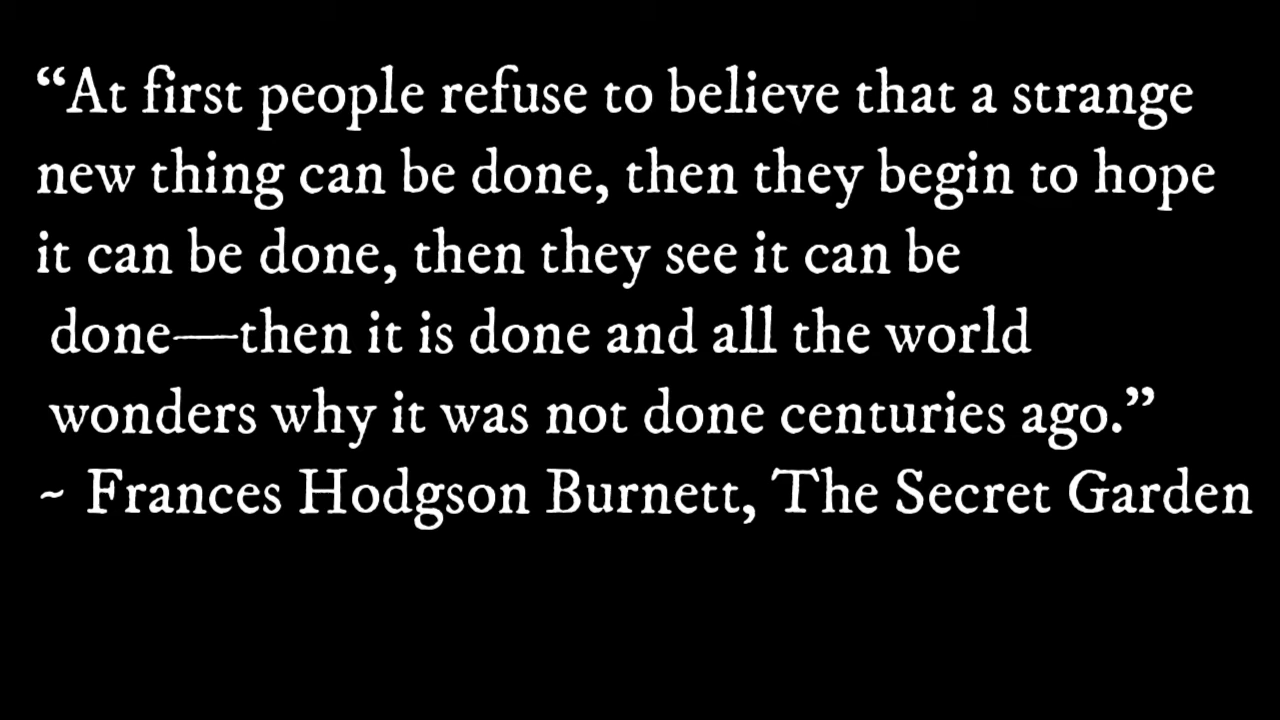 “At first people refuse to believe that a strange
new thing can be done, then they begin to hope
it can be done, then they see it can be
done—then it is done and all the world
wonders why it was not done centuries ago.”
~ Frances Hodgson Burnett, The Secret Garden